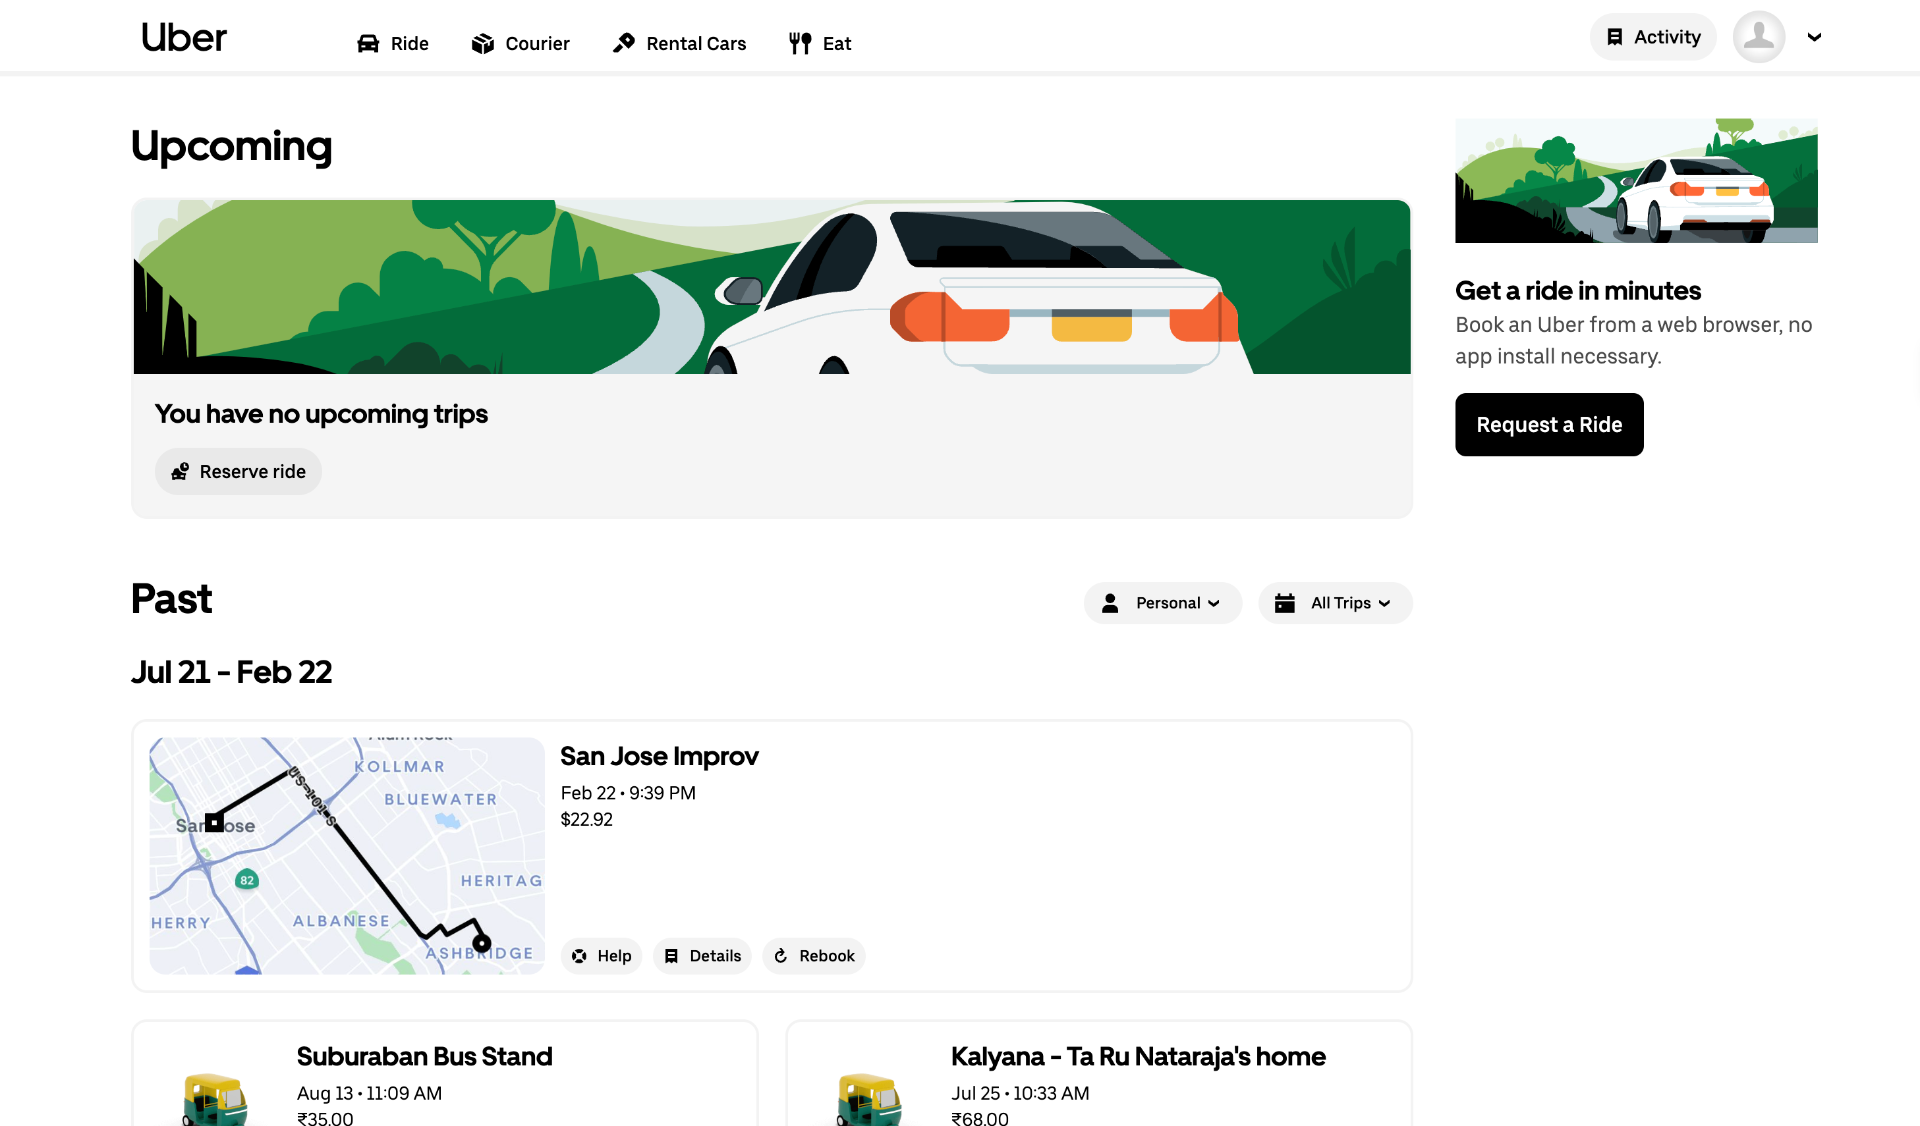 Uber
Ride
Courier
Rental Cars
Eat
Activity
Upcoming
You have no upcoming trips
Reserve ride
Get a ride in minutes
Book an Uber from a web browser, no
app install necessary.
Request a Ride
Past
Personal
All Trips
Jul 21 - Feb 22
Alum Rock
KOLLMAR
US-101 S
BLUEWATER
82
HERITAG
HERRY
ALBANESE
ASHBRIDGE
San Jose Improv
Feb 22 • 9:39 PM
$22.92
Help
Details
Rebook
Suburaban Bus Stand
Aug 13 • 11:09 AM
₹35.00
Kalyana - Ta Ru Nataraja's home
Jul 25 • 10:33 AM
₹68.00